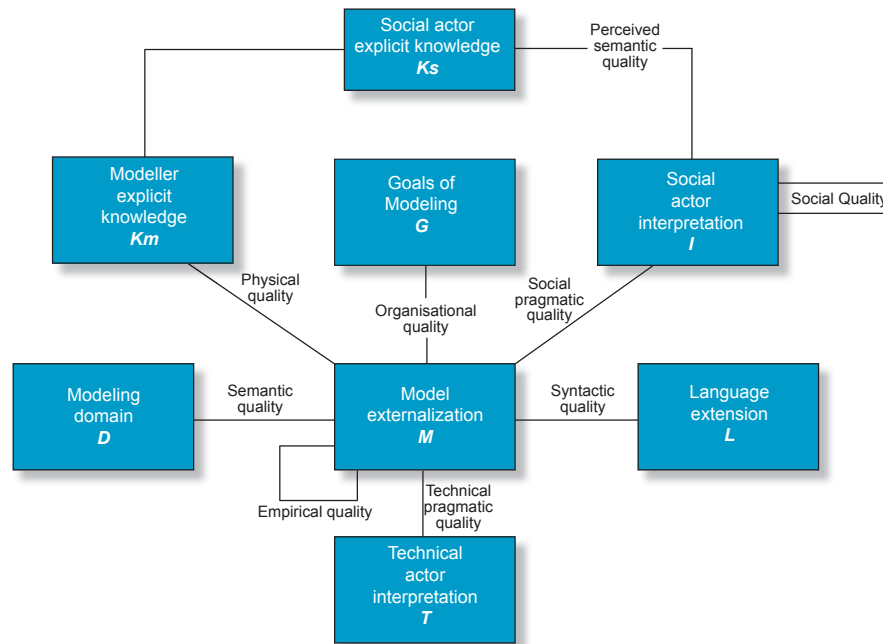 Social actor
explicit knowledge
Ks
Perceived
semantic
quality
Modeller
explicit
knowledge
Km
Goals of
Modeling
G
Social
actor
interpretation
I
Social Quality
Physical
quality
Organisational
quality
Social
pragmatic
quality
Modeling
domain
D
Semantic
quality
Model
externalization
M
Syntactic
quality
Language
extension
L
Empirical quality
Technical
pragmatic
quality
Technical
actor
interpretation
T